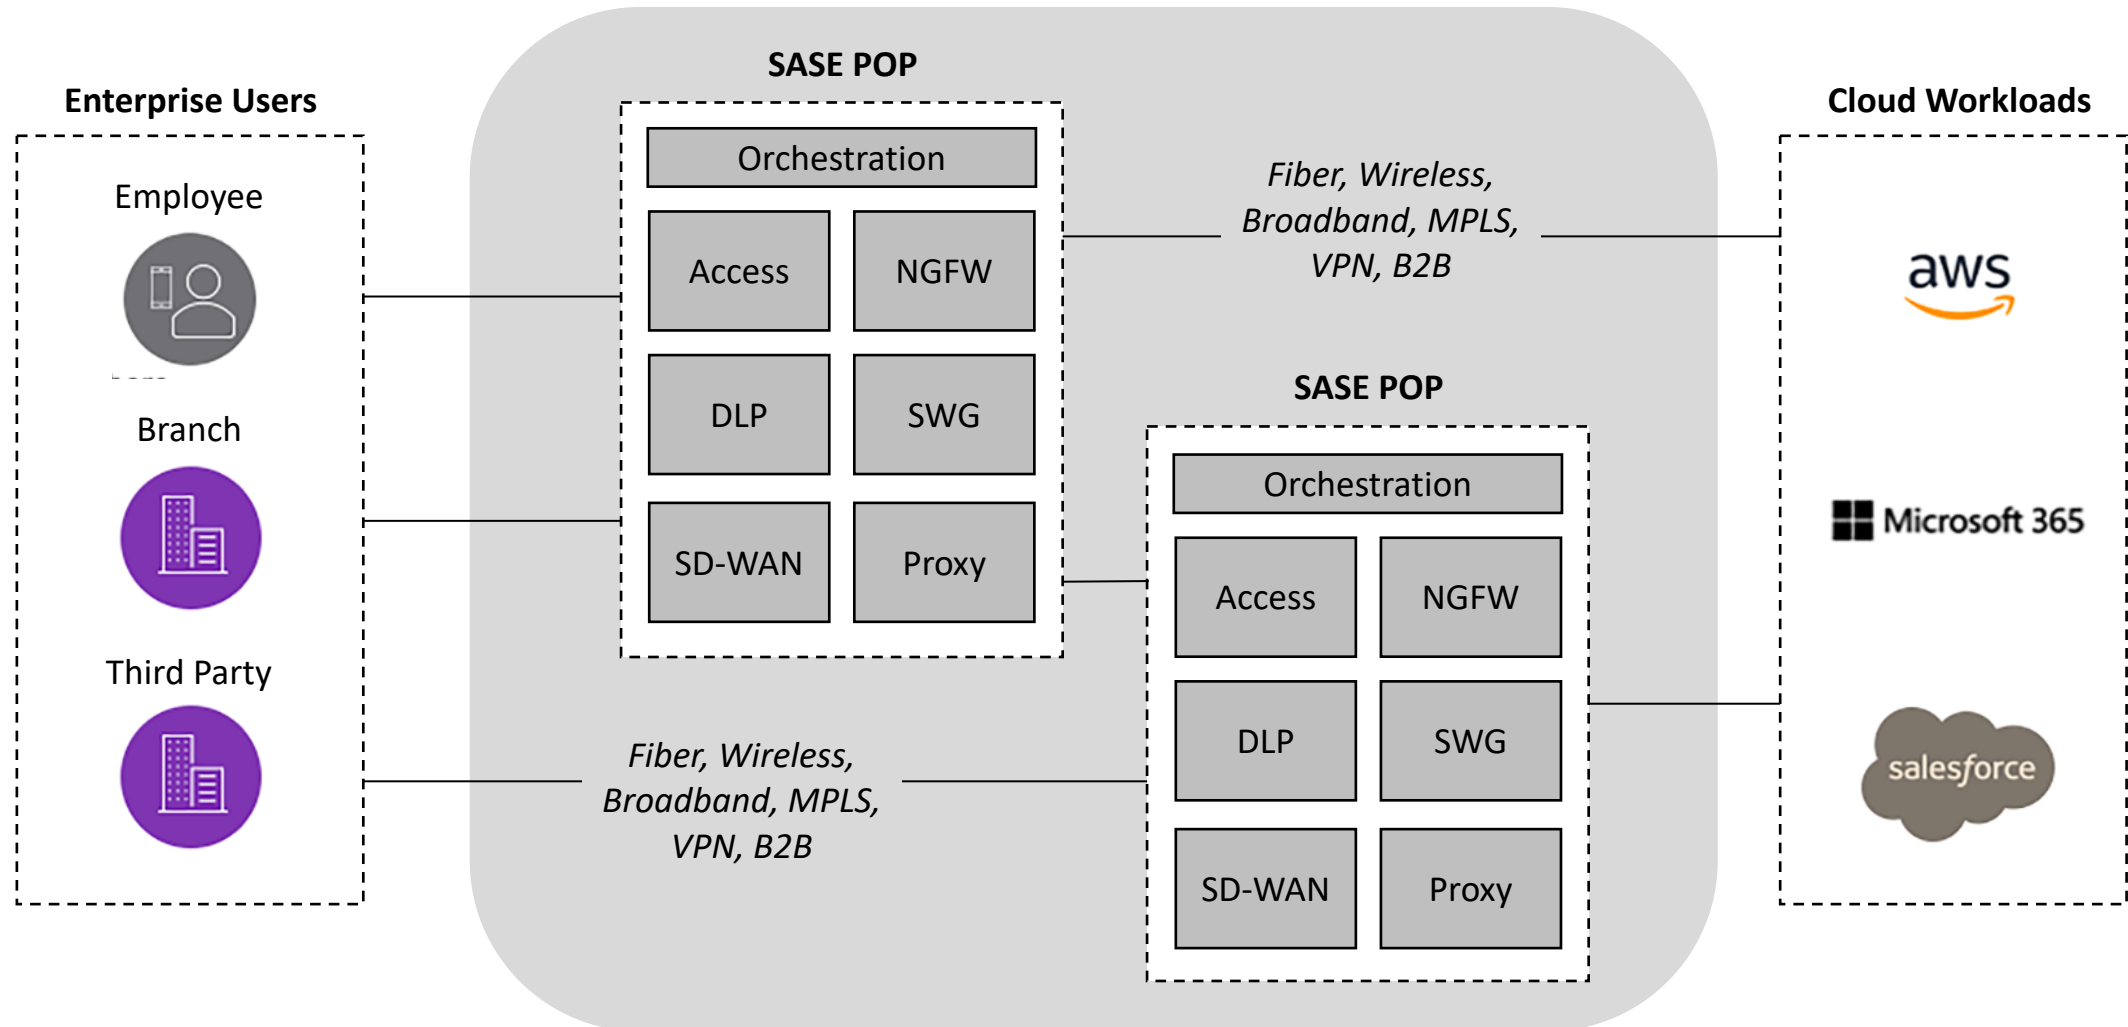 Enterprise Users
Employee
Branch
Third Party
SASE POP
Orchestration
Access
NGFW
DLP
SWG
SD-WAN
Proxy
Fiber, Wireless,
Broadband, MPLS,
VPN, B2B
Fiber, Wireless,
Broadband, MPLS,
VPN, B2B
SASE POP
Orchestration
Access
NGFW
DLP
SWG
SD-WAN
Proxy
Cloud Workloads
aws
Microsoft 365
salesforce